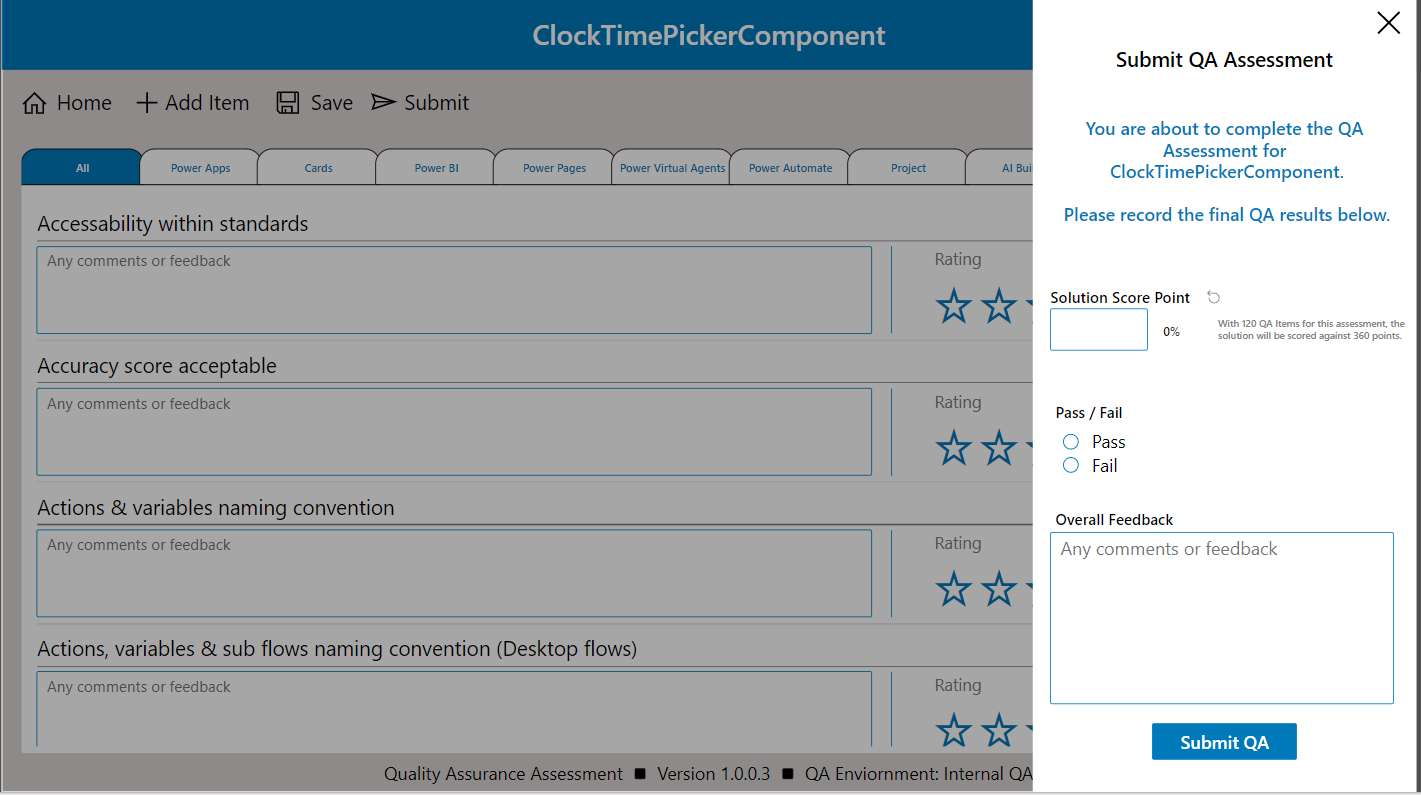 ClockTimePickerComponent
Home Add Item Save Submit
All Power Apps Cards Power BI Power Pages Power Virtual Agents Power Automate Project AI Bui
Accessability within standards
Any comments or feedback
Rating
Accuracy score acceptable
Any comments or feedback
Rating
Actions & variables naming convention
Any comments or feedback
Rating
Actions, variables & sub flows naming convention (Desktop flows)
Any comments or feedback
Rating
Quality Assurance Assessment ■ Version 1.0.0.3 ■ QA Enviornment: Internal QA
Submit QA Assessment
You are about to complete the QA
Assessment for
ClockTimePickerComponent.
Please record the final QA results below.
Solution Score Point
0%
With 120 QA Items for this assessment, the
solution will be scored against 360 points.
Pass / Fail
Pass
Fail
Overall Feedback
Any comments or feedback
Submit QA